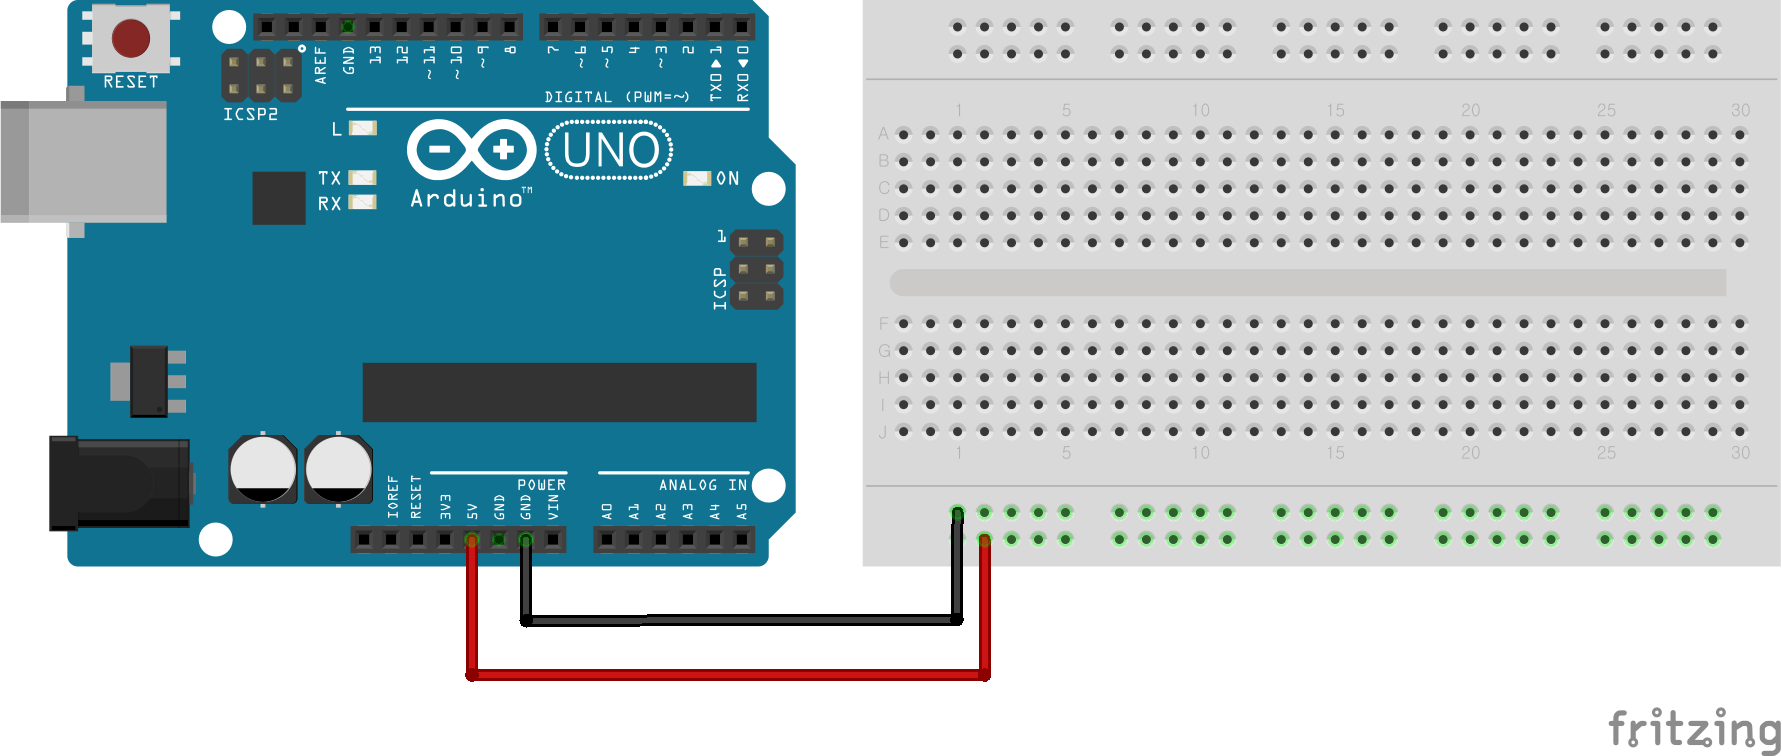 RESET
ICSP2
AREF
GND
13
12
~11
~10
~9
8
7
~6
~5
4
~3
2
TX0▶1
RX0◀0
DIGITAL (PWM=~)
L
TX
RX
Arduino™
UNO
ON
1
ICSP
IOREF
RESET
3V3
5V
GND
GND
VIN
POWER
A0
A1
A2
A3
A4
A5
ANALOG IN
1 5 10 15 20 25 30
A
B
C
D
E
F
G
H
I
J
1 5 10 15 20 25 30
fritzing